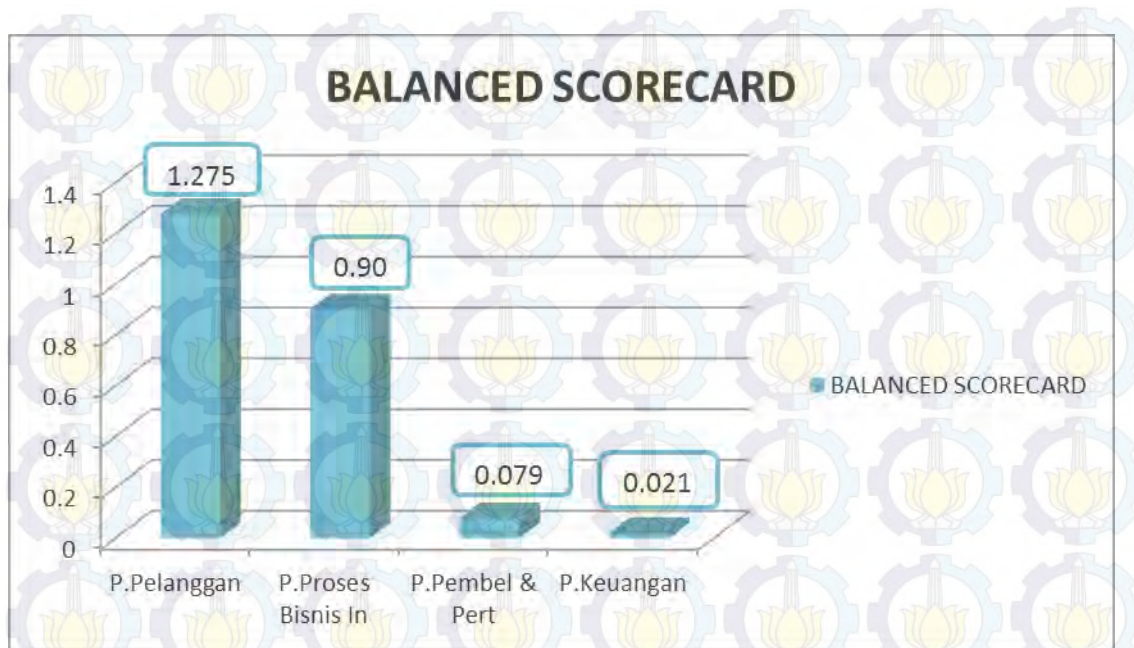 BALANCED SCORECARD
1.275
0.90
0.079
0.021
1.4
1.2
1
0.8
0.6
0.4
0.2
0
P.Pelanggan
P.Proses
Bisnis In
P.Pembel &
Pert
P.Keuangan
BALANCED SCORECARD